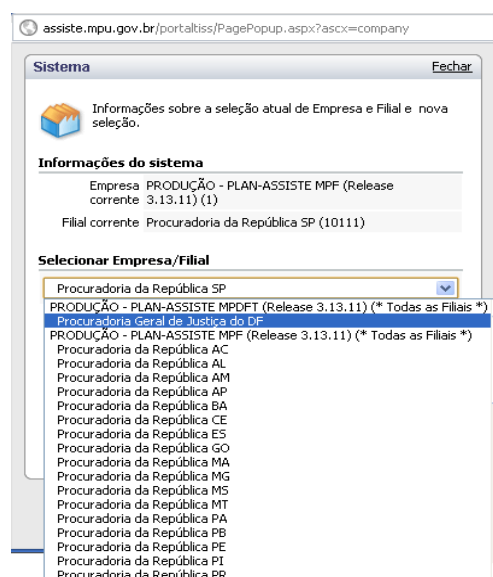 assiste.mpu.gov.br/portaltiss/PagePopup.aspx?ascx=company
Sistema Fechar
Informações sobre a seleção atual de Empresa e Filial e nova
seleção.
Informações do sistema
Empresa PRODUÇÃO - PLAN-ASSISTE MPF (Release
corrente 3.13.11) (1)
Filial corrente Procuradoria da República SP (10111)
Selecionar Empresa/Filial
Procuradoria da República SP
PRODUÇÃO - PLAN-ASSISTE MPDFT (Release 3.13.11) (* Todas as Filiais *)
Procuradoria Geral de Justiça do DF
PRODUÇÃO - PLAN-ASSISTE MPF (Release 3.13.11) (* Todas as Filiais *)
Procuradoria da República AC
Procuradoria da República AL
Procuradoria da República AM
Procuradoria da República AP
Procuradoria da República BA
Procuradoria da República CE
Procuradoria da República ES
Procuradoria da República GO
Procuradoria da República MA
Procuradoria da República MG
Procuradoria da República MS
Procuradoria da República MT
Procuradoria da República PA
Procuradoria da República PB
Procuradoria da República PE
Procuradoria da República PI
Procuradoria da República PR